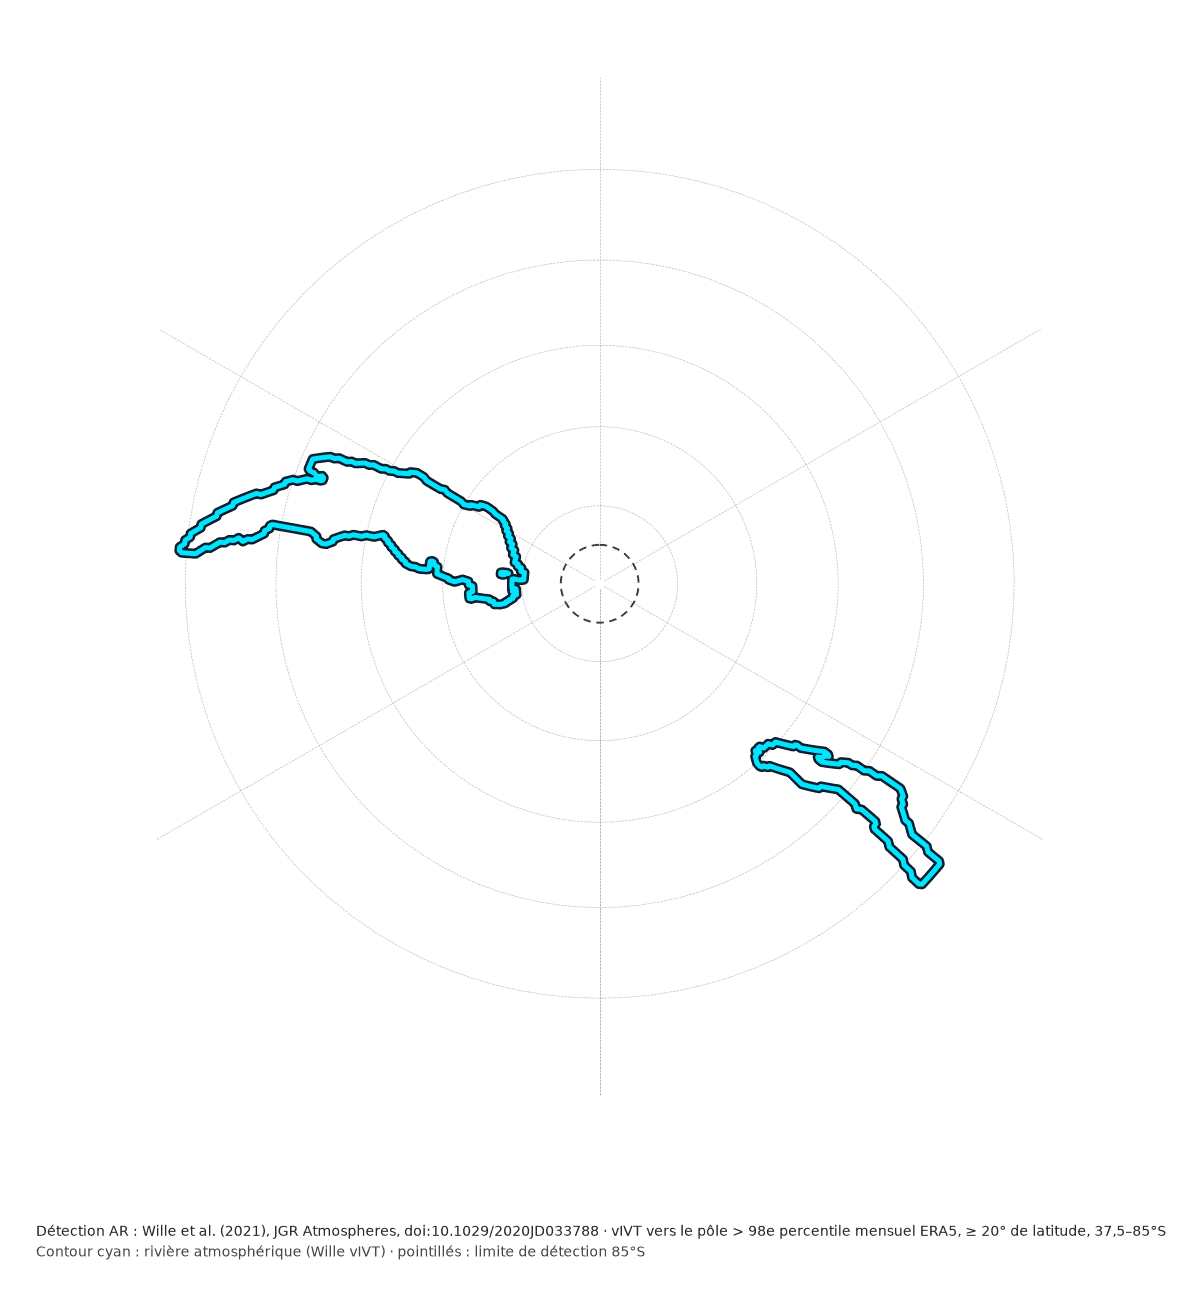 Détection AR : Wille et al. (2021), JGR Atmospheres, doi:10.1029/2020JD033788 · vIVT vers le pôle > 98e percentile mensuel ERA5, ≥ 20° de latitude, 37,5–85°S
Contour cyan : rivière atmosphérique (Wille vIVT) · pointillés : limite de détection 85°S